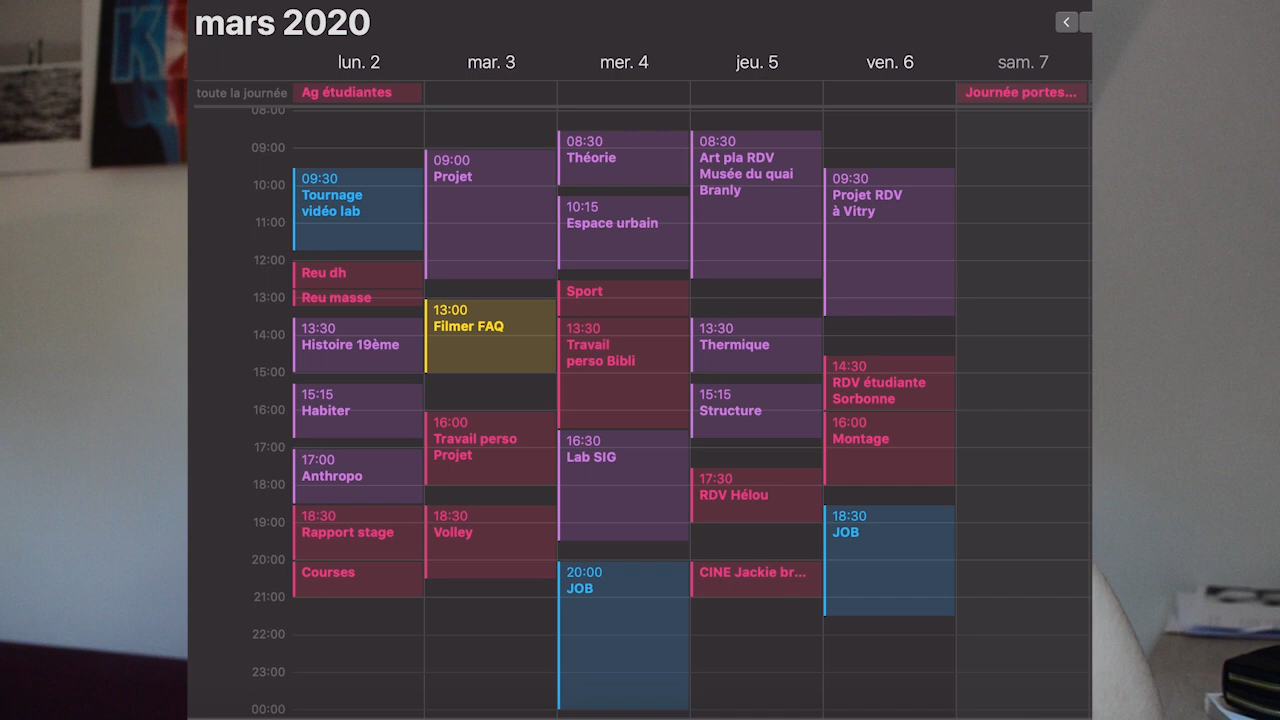 mars 2020
lun. 2
mar. 3
mer. 4
jeu. 5
ven. 6
sam. 7
toute la journée
Ag étudiantes
Journée portes...
08:00
09:00
10:00
11:00
12:00
13:00
14:00
15:00
16:00
17:00
18:00
19:00
20:00
21:00
22:00
23:00
00:00
09:30
Tournage
vidéo lab
Reu dh
Reu masse
13:30
Histoire 19ème
15:15
Habiter
17:00
Anthropo
18:30
Rapport stage
Courses
09:00
Projet
13:00
Filmer FAQ
16:00
Travail perso
Projet
18:30
Volley
08:30
Théorie
10:15
Espace urbain
Sport
13:30
Travail
perso Bibli
16:30
Lab SIG
20:00
JOB
08:30
Art pla RDV
Musée du quai
Branly
13:30
Thermique
15:15
Structure
17:30
RDV Hélou
CINE Jackie br...
09:30
Projet RDV
à Vitry
14:30
RDV étudiante
Sorbonne
16:00
Montage
18:30
JOB